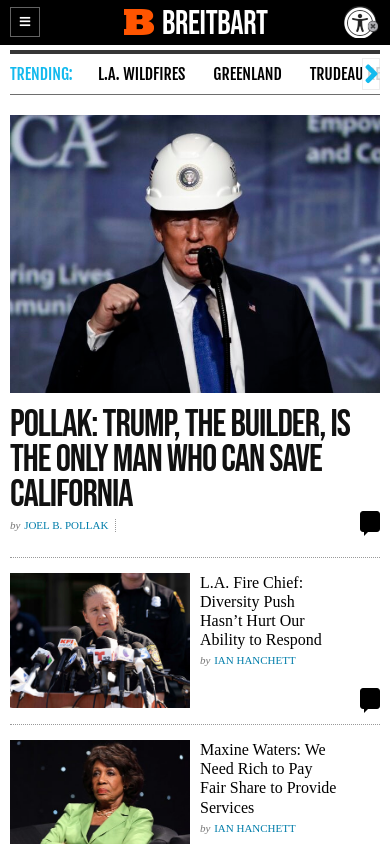 BREITBART
TRENDING: L.A. WILDFIRES GREENLAND TRUDEAU
CA
Empow
and Co
ring Lives
mmunit
NE
POLLAK: TRUMP, THE BUILDER, IS
THE ONLY MAN WHO CAN SAVE
CALIFORNIA
by JOEL B. POLLAK
L.A. Fire Chief:
Diversity Push
Hasn’t Hurt Our
Ability to Respond
by IAN HANCHETT
Maxine Waters: We
Need Rich to Pay
Fair Share to Provide
Services
by IAN HANCHETT